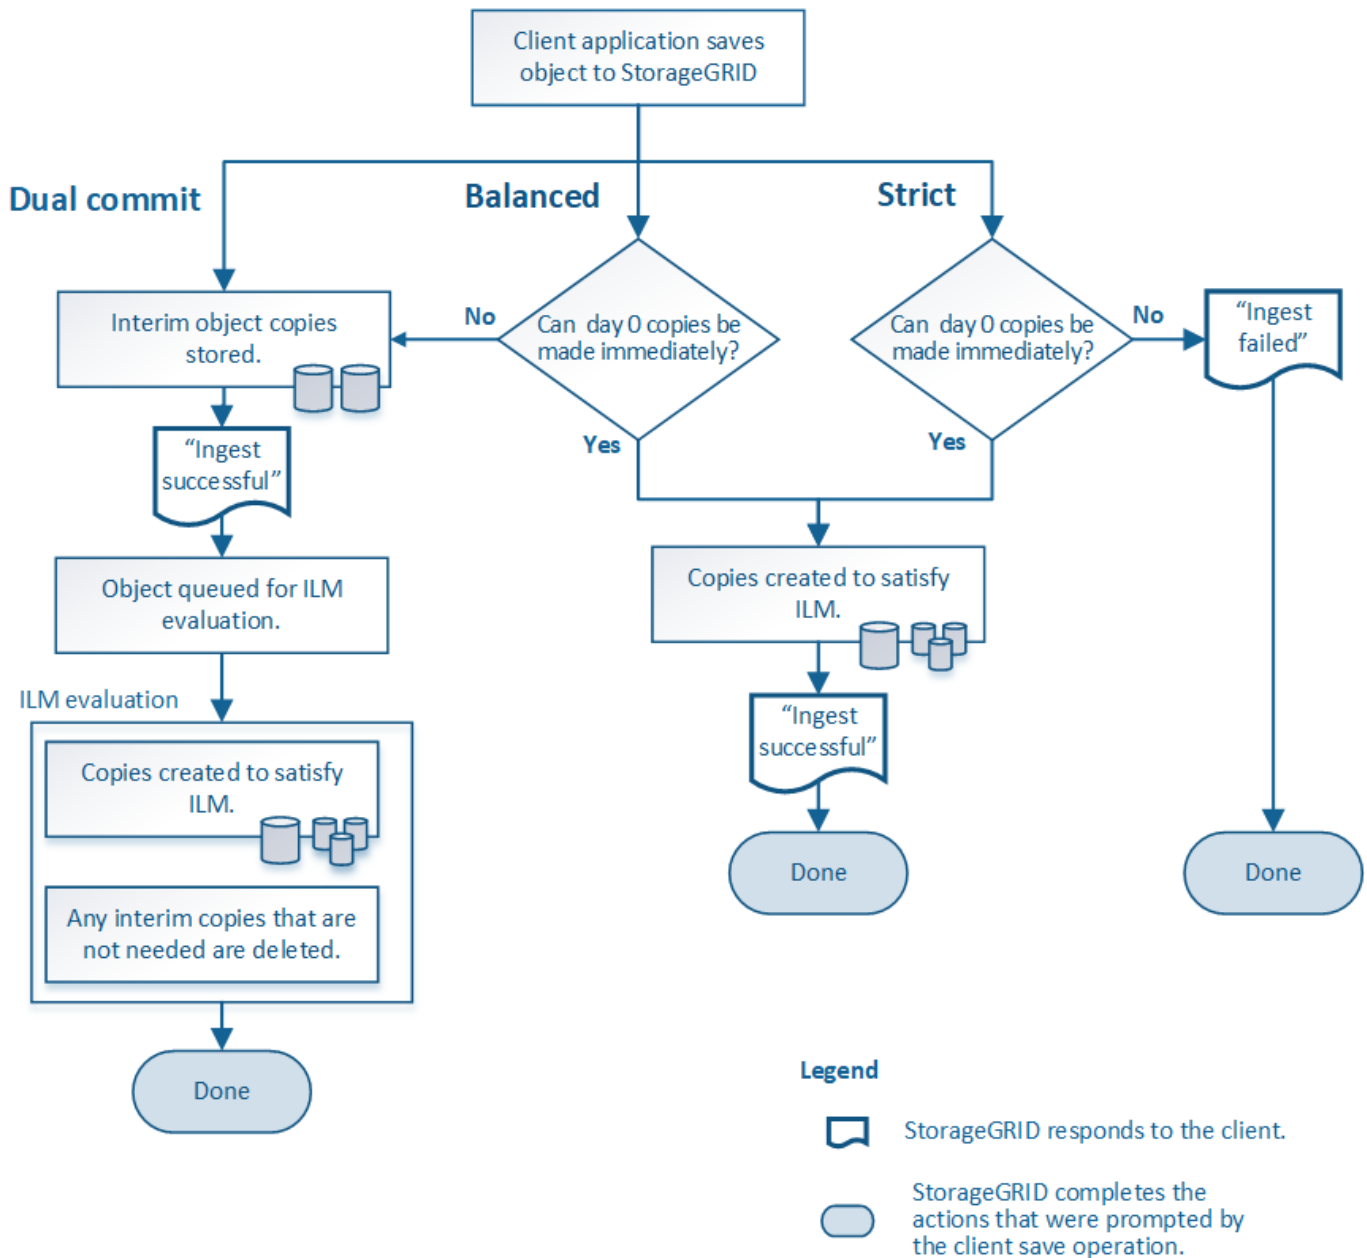 Client application saves
object to StorageGRID
Dual commit
Balanced
Strict
Interim object copies
stored.
No
Can day 0 copies be
made immediately?
Can day 0 copies be
made immediately?
No
“Ingest
failed”
Yes
Yes
“Ingest
successful”
Object queued for ILM
evaluation.
Copies created to satisfy
ILM.
ILM evaluation
“Ingest
successful”
Copies created to satisfy
ILM.
Done
Done
Any interim copies that are
not needed are deleted.
Done
Legend
StorageGRID responds to the client.
StorageGRID completes the
actions that were prompted by
the client save operation.